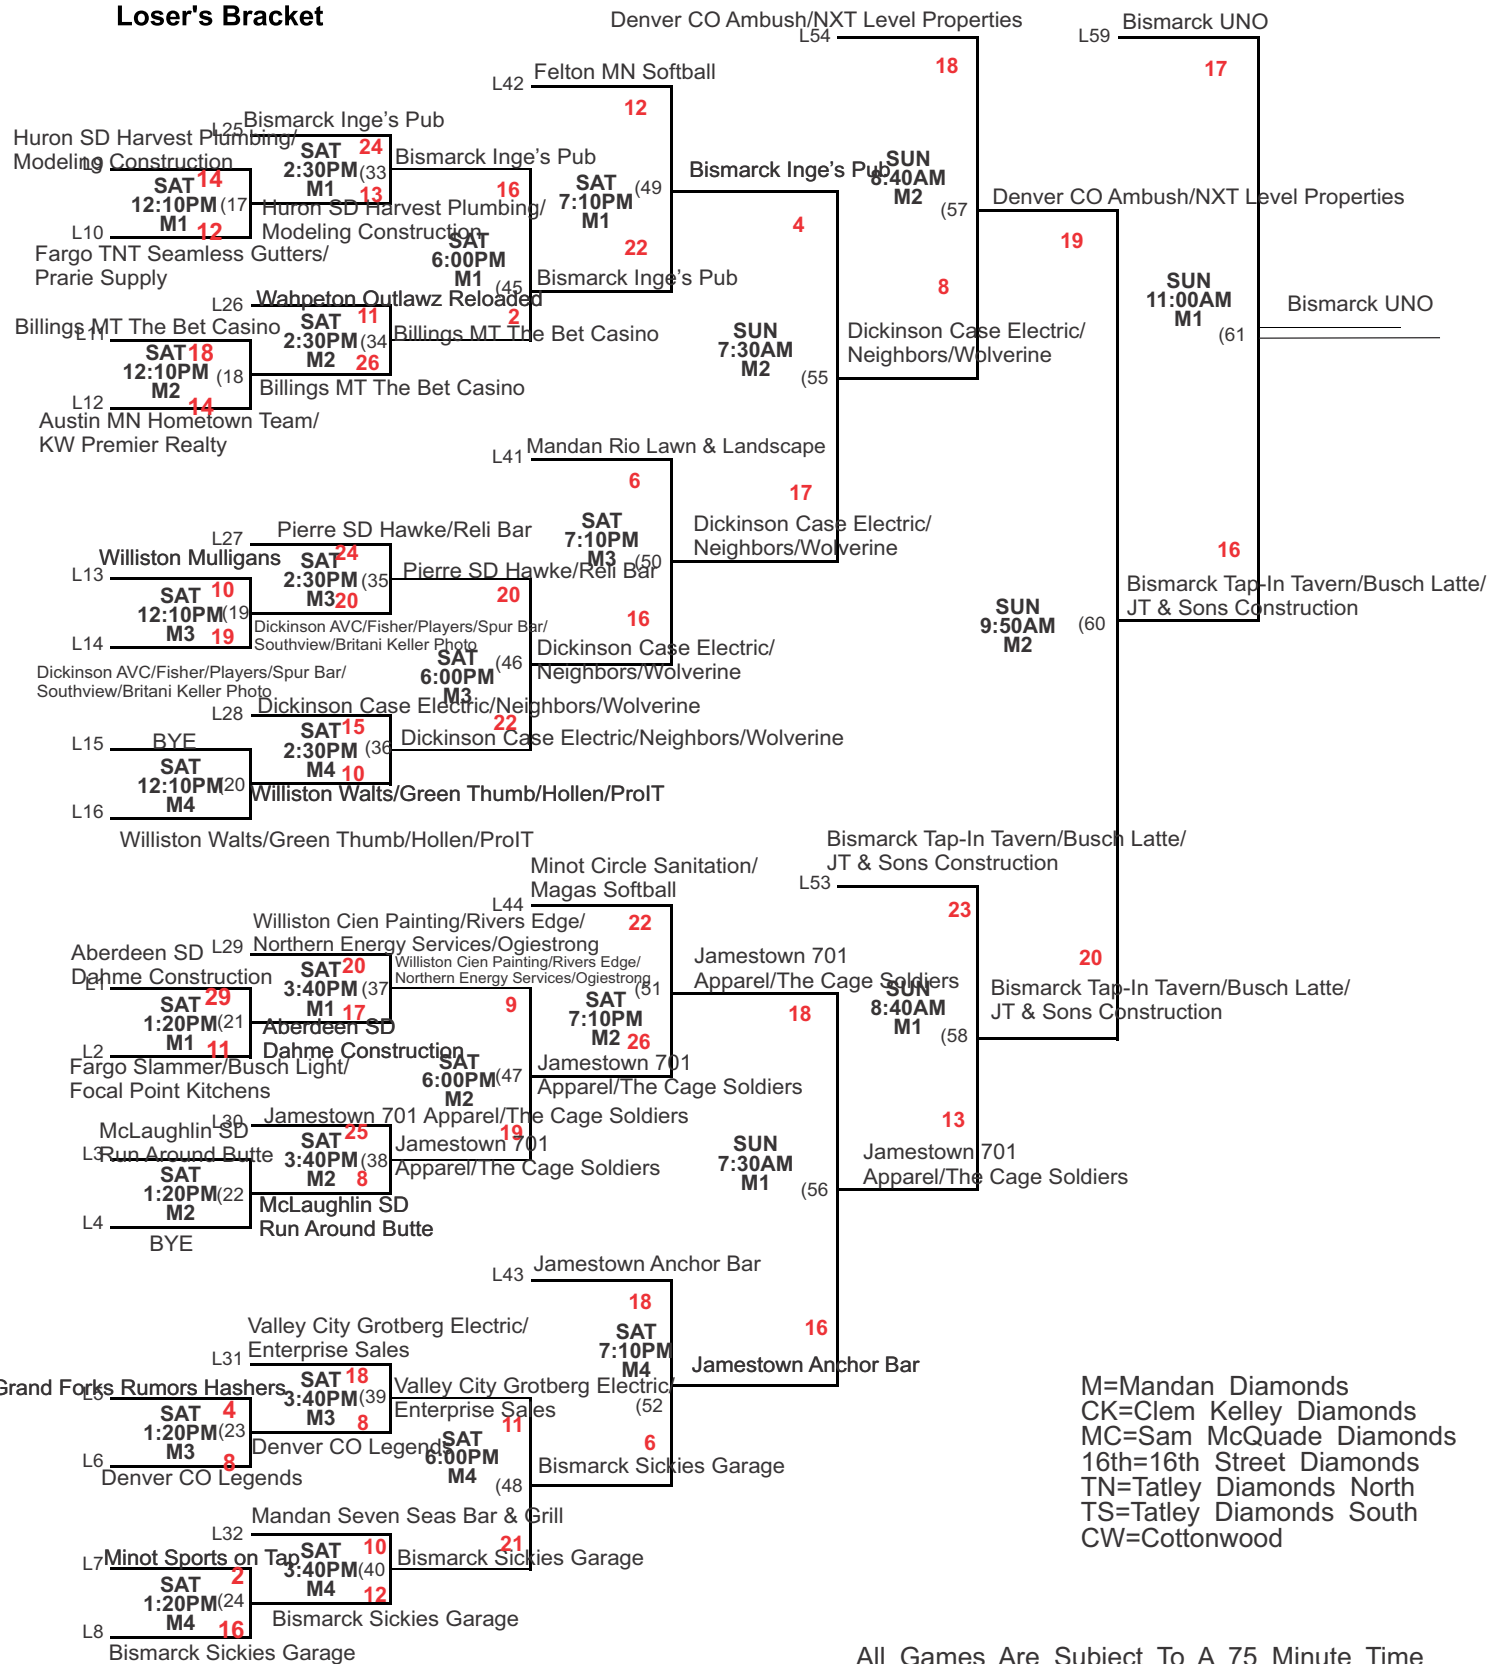 Loser's Bracket
Denver CO Ambush/NXT Level Properties
L54
18
Bismarck UNO
L59
17
Felton MN Softball
L42
12
Bismarck Inge's Pub
L25
Huron SD Harvest Plumbing/
Modeling Construction
L9
14
SAT
12:10PM
M1
(17
12
L10
Fargo TNT Seamless Gutters/
Prarie Supply
SAT
2:30PM
M1
(33
24
13
Huron SD Harvest Plumbing/
Modeling Construction
Bismarck Inge's Pub
16
SAT
6:00PM
M1
(45
2
SAT
7:10PM
M1
(49
22
Bismarck Inge's Pub
Bismarck Inge's Pub
4
SUN
8:40AM
M2
(57
8
Denver CO Ambush/NXT Level Properties
19
SUN
11:00AM
M1
(61
Bismarck UNO
L26
Wahpeton Outlawz Reloaded
Billings MT The Bet Casino
L11
SAT
12:10PM
M2
(18
18
14
L12
Austin MN Hometown Team/
KW Premier Realty
SAT
2:30PM
M2
(34
11
26
Billings MT The Bet Casino
Billings MT The Bet Casino
SUN
7:30AM
M2
(55
Dickinson Case Electric/
Neighbors/Wolverine
L41
Mandan Rio Lawn & Landscape
6
SAT
7:10PM
M3
(50
16
17
Dickinson Case Electric/
Neighbors/Wolverine
L27
Pierre SD Hawke/Reli Bar
Williston Mulligans
L13
SAT
12:10PM
M3
(19
10
19
L14
Dickinson AVC/Fisher/Players/Spur Bar/
Southview/Britani Keller Photo
SAT
2:30PM
M3
(35
24
20
Dickinson AVC/Fisher/Players/Spur Bar/
Southview/Britani Keller Photo
Pierre SD Hawke/Reli Bar
20
SAT
6:00PM
M3
(46
22
Dickinson Case Electric/
Neighbors/Wolverine
16
Bismarck Tap-In Tavern/Busch Latte/
JT & Sons Construction
SUN
9:50AM
M2
(60
L28
Dickinson Case Electric/Neighbors/Wolverine
L15
BYE
SAT
12:10PM
M4
(20
L16
Williston Walts/Green Thumb/Hollen/ProIT
SAT
2:30PM
M4
(36
15
10
Williston Walts/Green Thumb/Hollen/ProIT
Dickinson Case Electric/Neighbors/Wolverine
Bismarck Tap-In Tavern/Busch Latte/
JT & Sons Construction
L53
23
Minot Circle Sanitation/
Magas Softball
L44
22
Williston Cien Painting/Rivers Edge/
Northern Energy Services/Ogiestrong
L29
Aberdeen SD
Dahme Construction
L1
SAT
1:20PM
M1
(21
29
11
L2
Fargo Slammer/Busch Light/
Focal Point Kitchens
SAT
3:40PM
M1
(37
20
17
Aberdeen SD
Dahme Construction
Williston Cien Painting/Rivers Edge/
Northern Energy Services/Ogiestrong
9
SAT
6:00PM
M2
(47
19
SAT
7:10PM
M2
(51
26
Jamestown 701
Apparel/The Cage Soldiers
Jamestown 701
Apparel/The Cage Soldiers
18
SUN
8:40AM
M1
(58
13
20
Bismarck Tap-In Tavern/Busch Latte/
JT & Sons Construction
L30
Jamestown 701 Apparel/The Cage Soldiers
McLaughlin SD
Run Around Butte
L3
SAT
1:20PM
M2
(22
L4
BYE
SAT
3:40PM
M2
(38
25
8
McLaughlin SD
Run Around Butte
Jamestown 701
Apparel/The Cage Soldiers
SUN
7:30AM
M1
(56
Jamestown 701
Apparel/The Cage Soldiers
L43
Jamestown Anchor Bar
18
SAT
7:10PM
M4
(52
6
16
Jamestown Anchor Bar
Valley City Grotberg Electric/
Enterprise Sales
L31
Grand Forks Rumors Hashers
L5
SAT
1:20PM
M3
(23
4
8
L6
Denver CO Legends
SAT
3:40PM
M3
(39
18
8
Denver CO Legends
Valley City Grotberg Electric/
Enterprise Sales
11
SAT
6:00PM
M4
(48
21
Bismarck Sickies Garage
Mandan Seven Seas Bar & Grill
L32
L7
Minot Sports on Tap
SAT
1:20PM
M4
(24
2
16
L8
Bismarck Sickies Garage
SAT
3:40PM
M4
(40
10
12
Bismarck Sickies Garage
Bismarck Sickies Garage
M=Mandan Diamonds
CK=Clem Kelley Diamonds
MC=Sam McQuade Diamonds
16th=16th Street Diamonds
TN=Tatley Diamonds North
TS=Tatley Diamonds South
CW=Cottonwood
All Games Are Subject To A 75 Minute Time